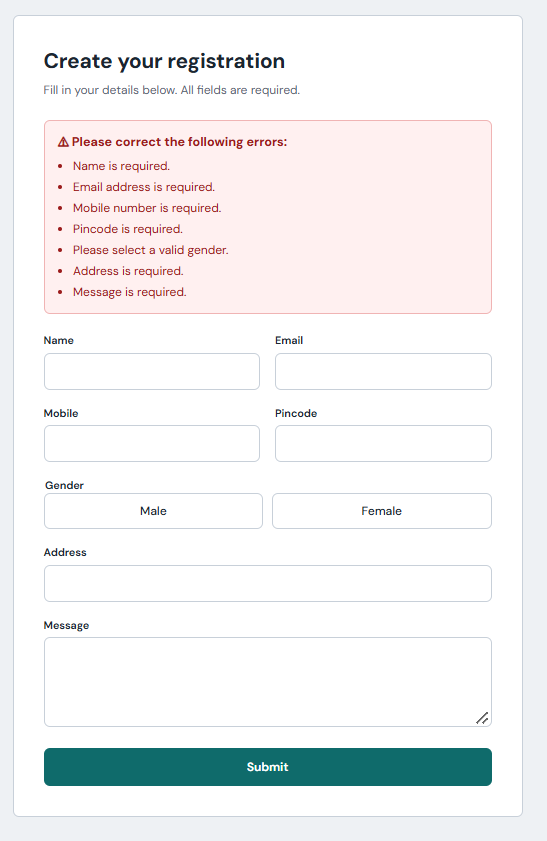 Create your registration
Fill in your details below. All fields are required.
⚠ Please correct the following errors:
• Name is required.
• Email address is required.
• Mobile number is required.
• Pincode is required.
• Please select a valid gender.
• Address is required.
• Message is required.
Name Email
Mobile Pincode
Gender
Male Female
Address
Message
Submit